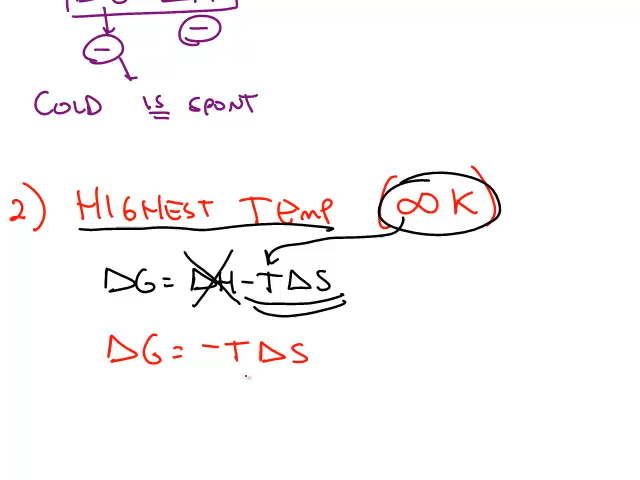 −
−
COLD is SPONT
2) HIGHEST Temp (∞ K)
ΔG = ΔH − TΔS
ΔG = −TΔS